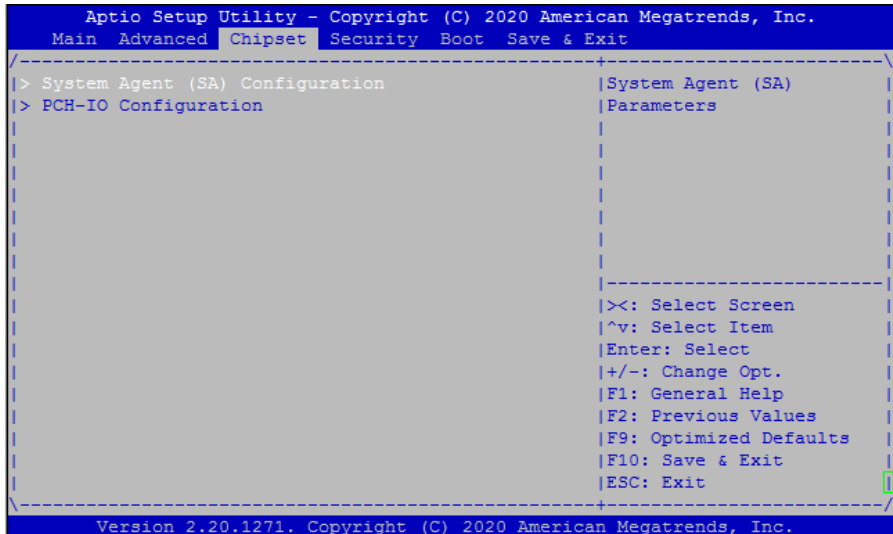 Aptio Setup Utility - Copyright (C) 2020 American Megatrends, Inc.
Main Advanced Chipset Security Boot Save & Exit
> System Agent (SA) Configuration
> PCH-IO Configuration
System Agent (SA)
Parameters
><: Select Screen
^v: Select Item
Enter: Select
+/-: Change Opt.
F1: General Help
F2: Previous Values
F9: Optimized Defaults
F10: Save & Exit
ESC: Exit
Version 2.20.1271. Copyright (C) 2020 American Megatrends, Inc.